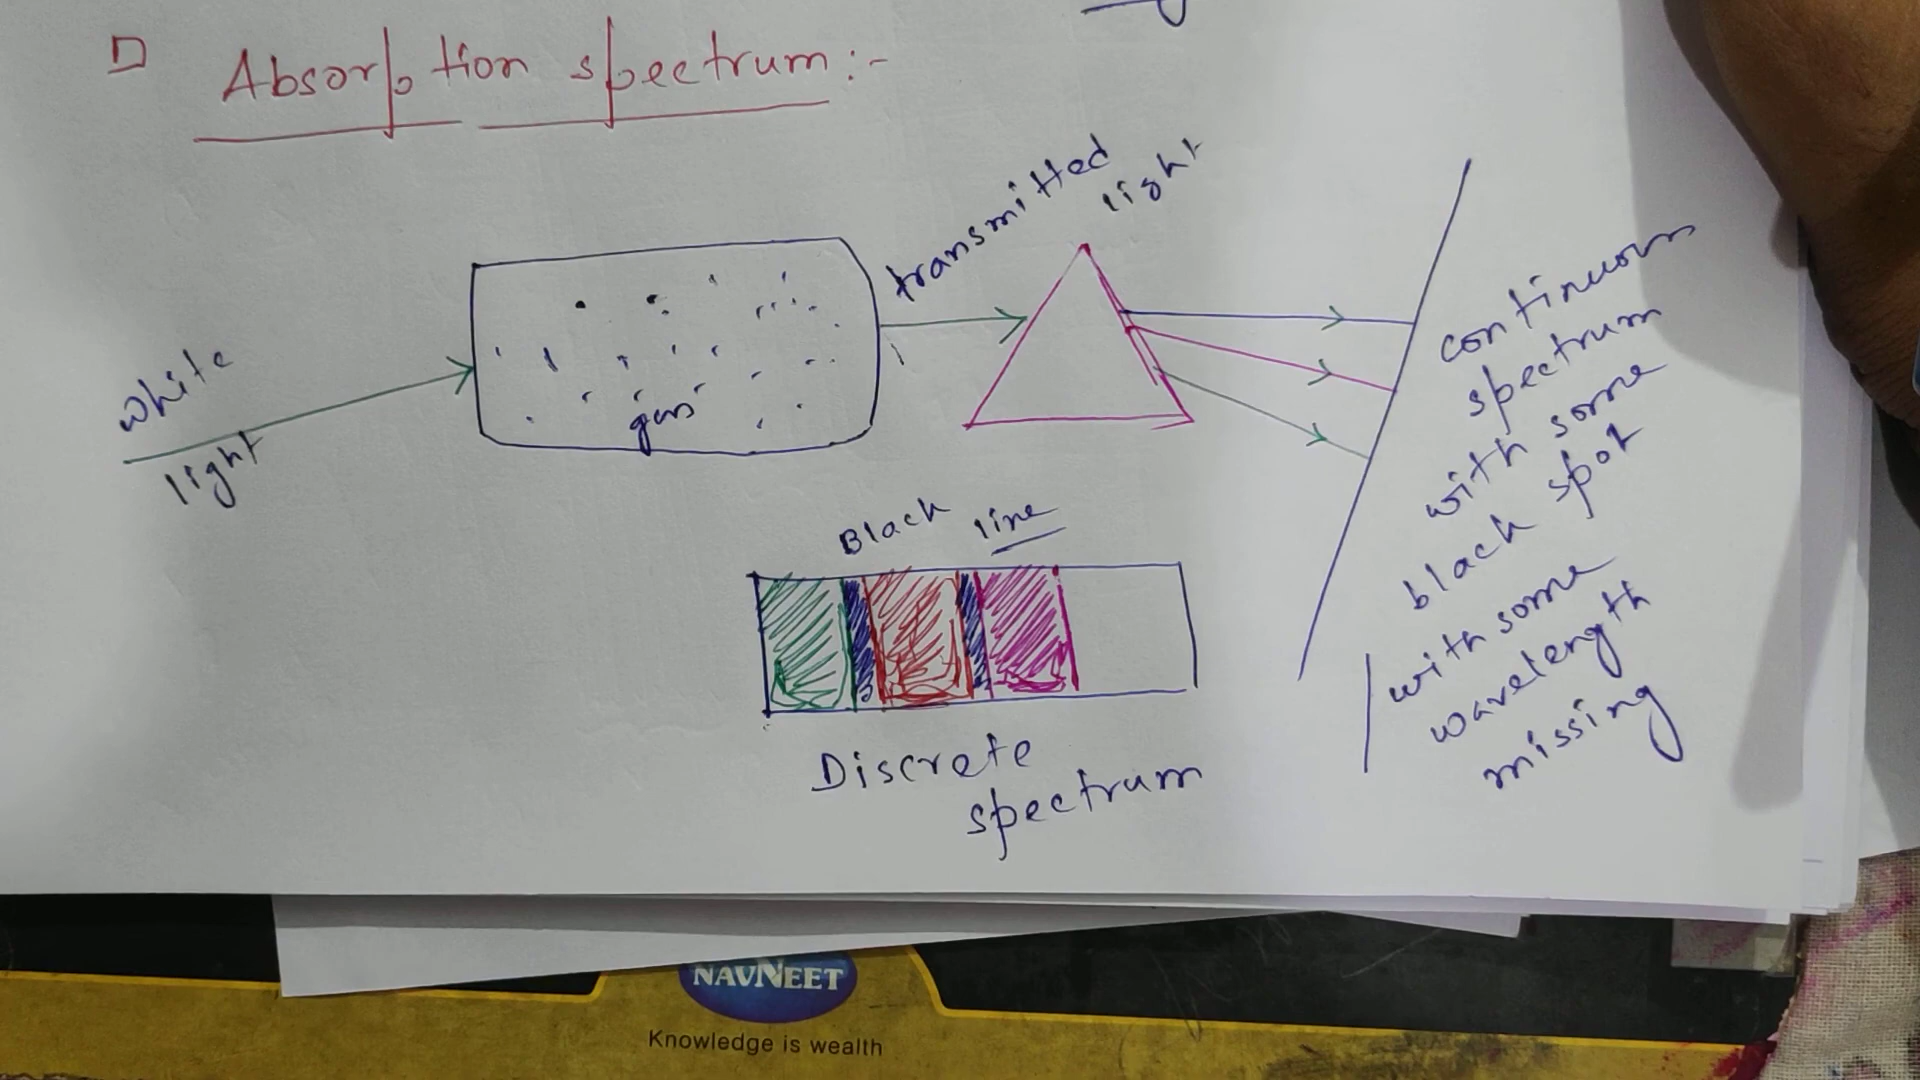 D Absorption spectrum:-
transmitted
light
white
light
gas
continuous
spectrum
with some
black spot
with some
wavelength
missing
Black line
Discrete
spectrum
NAVNEET
Knowledge is wealth